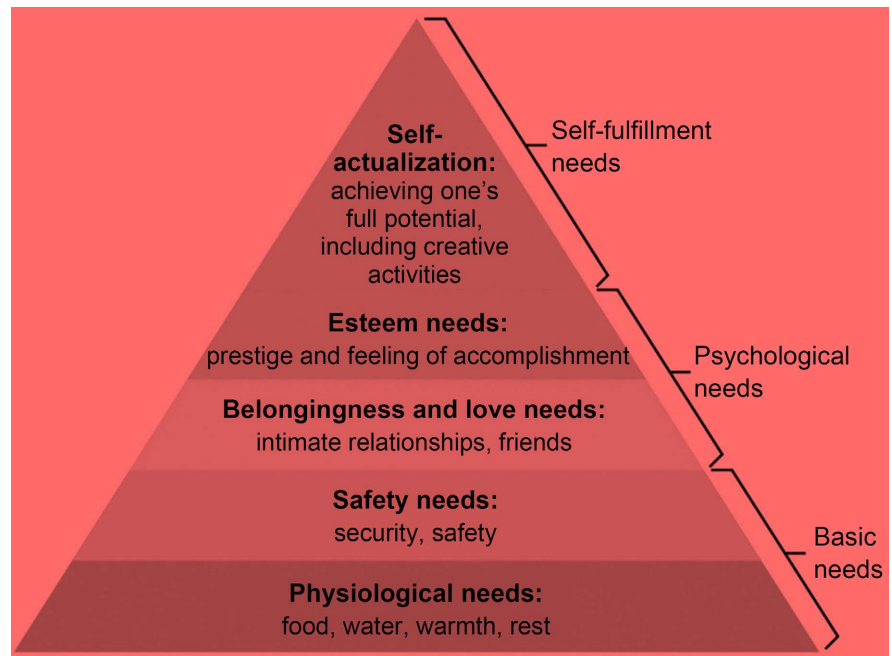 Self-
actualization:
achieving one’s
full potential,
including creative
activities
Self-fulfillment
needs
Esteem needs:
prestige and feeling of accomplishment
Psychological
needs
Belongingness and love needs:
intimate relationships, friends
Safety needs:
security, safety
Basic
needs
Physiological needs:
food, water, warmth, rest